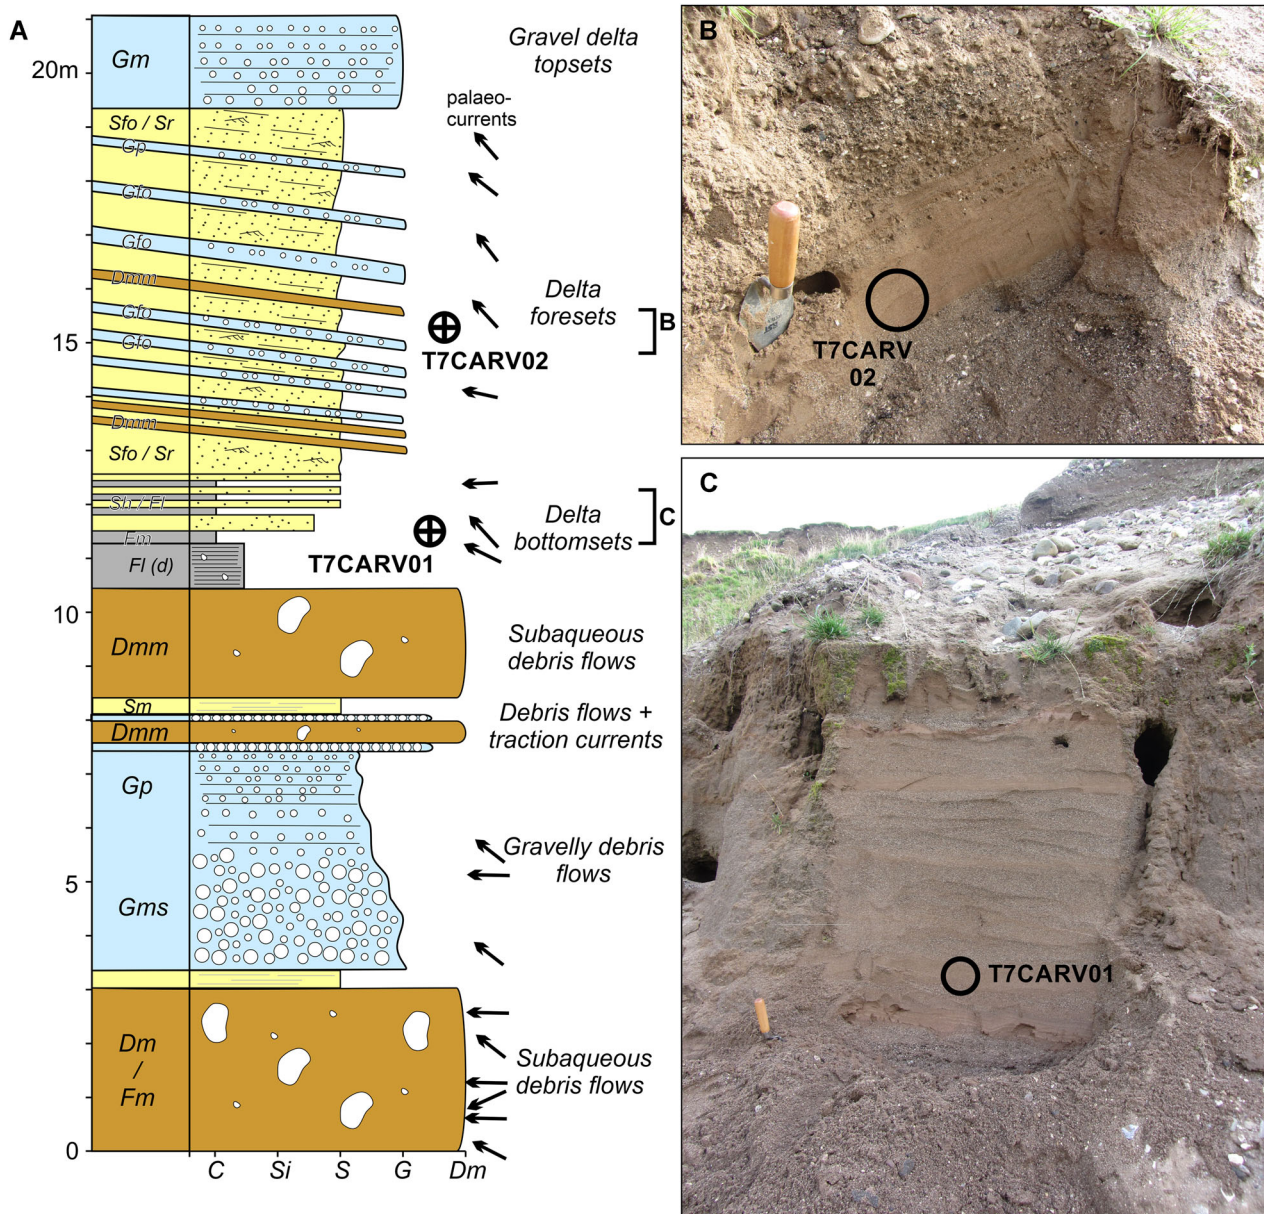 A
20m
Gm
Gravel delta
topsets
palaeo-
currents
Sfo / Sr
Gp
Gfo
Gfo
Dmm
Gfo
Delta
foresets
B
15
Gfo
T7CARV02
Dmm
Sfo / Sr
Sh / Fl
Delta
bottomsets
C
Fm
Fl (d)
T7CARV01
10
Dmm
Subaqueous
debris flows
Sm
Dmm
Debris flows +
traction currents
Gp
Gravelly debris
flows
5
Gms
Dm
/
Fm
Subaqueous
debris flows
0
C Si S G Dm
B
T7CARV
02
C
T7CARV01